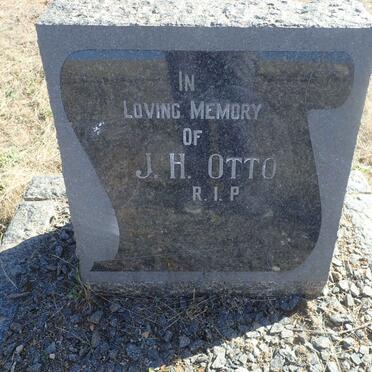 IN
LOVING MEMORY
OF
J. H. OTTO
R. I. P